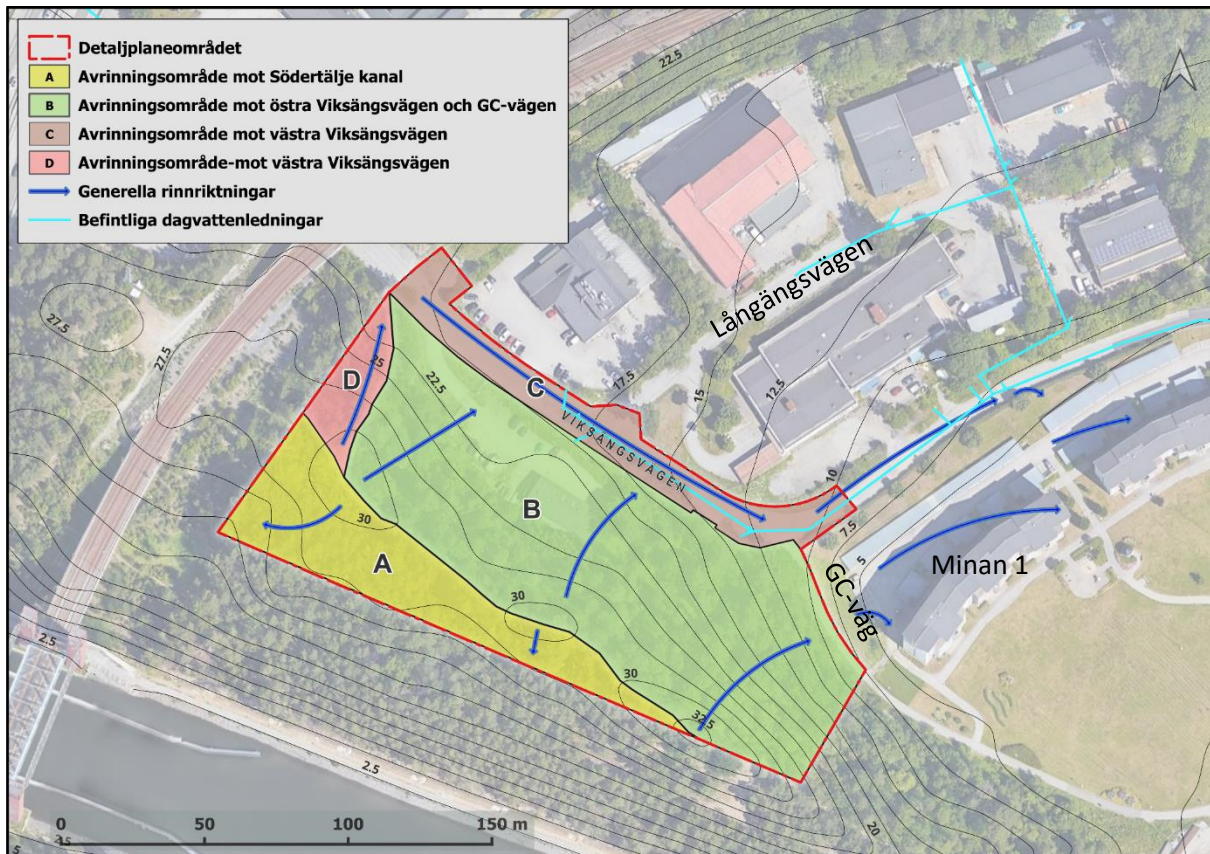 Detaljplaneområdet
A Avrinningsområde mot Södertälje kanal
B Avrinningsområde mot östra Viksängsvägen och GC-vägen
C Avrinningsområde mot västra Viksängsvägen
D Avrinningsområde-mot västra Viksängsvägen
Generella rinnriktningar
Befintliga dagvattenledningar
22.5
Långängsvägen
27.5
27.5
D
22.5
C
17.5
15
12.5
VIKSÄNGSVÄGEN
10
7.5
5
B
30
A
30
GC-väg
Minan 1
30
32.5
2.5
2.5
20
0 50 100 150 m